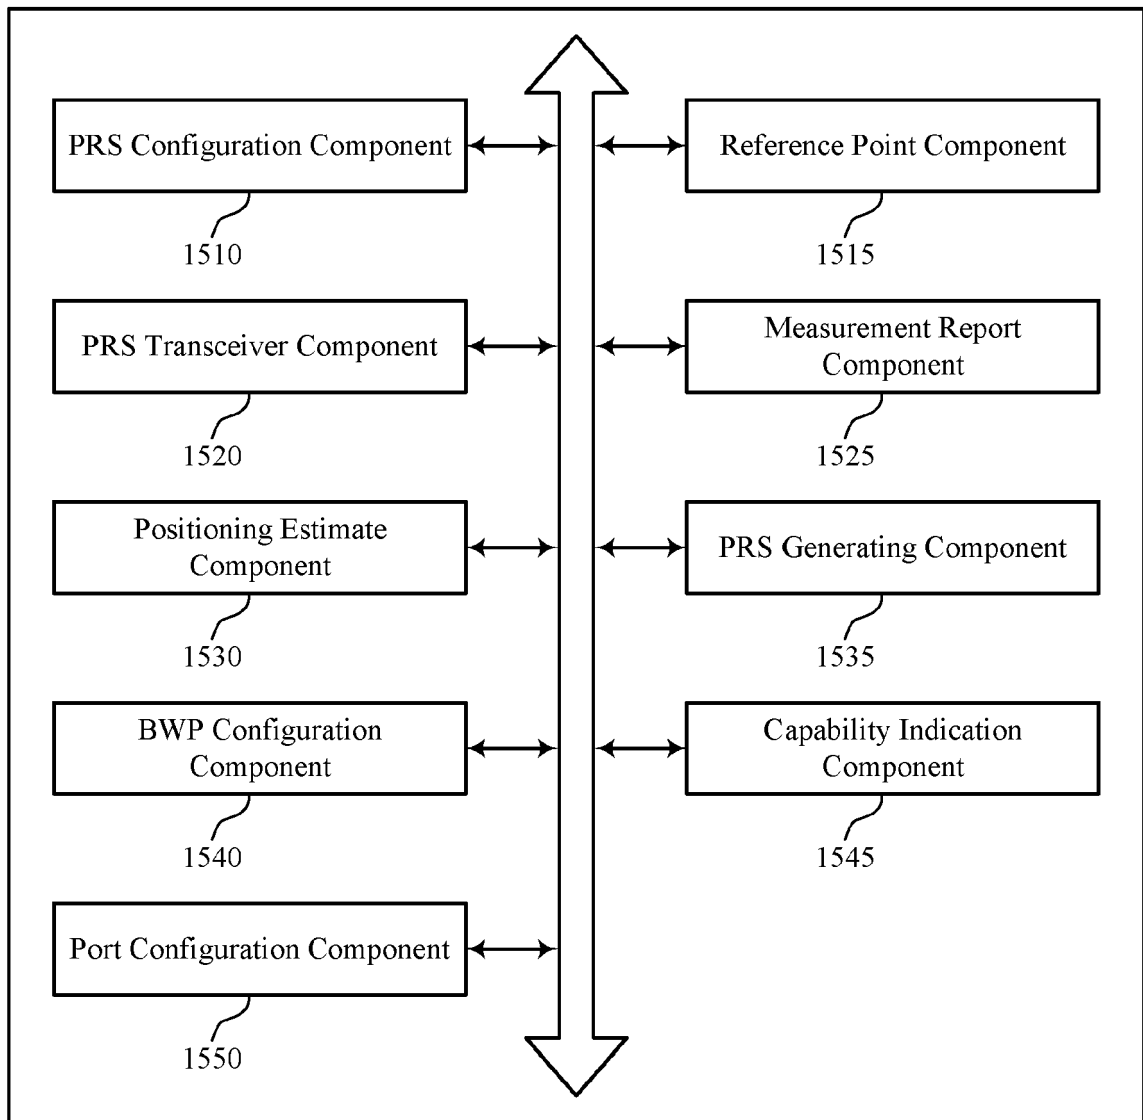 PRS Configuration Component
1510
Reference Point Component
1515
PRS Transceiver Component
1520
Measurement Report
Component
1525
Positioning Estimate
Component
1530
PRS Generating Component
1535
BWP Configuration
Component
1540
Capability Indication
Component
1545
Port Configuration Component
1550